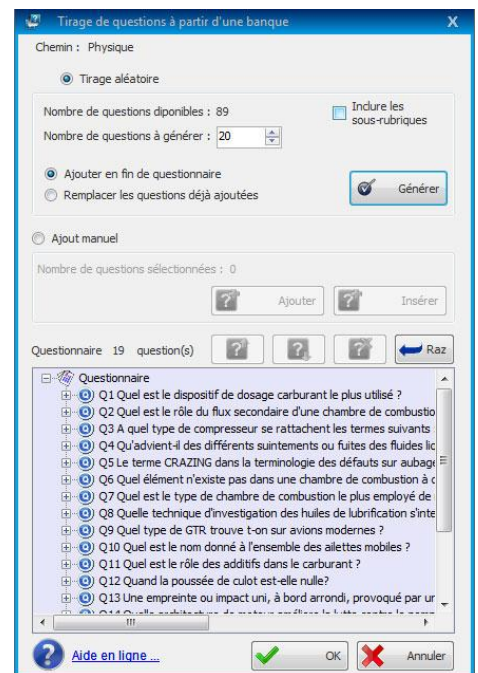 Tirage de questions à partir d'une banque X
Chemin : Physique
Tirage aléatoire
Nombre de questions diponibles : 89
Inclure les
sous-rubriques
Nombre de questions à générer : 20
Ajouter en fin de questionnaire
Remplacer les questions déjà ajoutées
Générer
Ajout manuel
Nombre de questions sélectionnées : 0
Ajouter
Insérer
Questionnaire 19 question(s)
Raz
Questionnaire
Q1 Quel est le dispositif de dosage carburant le plus utilisé ?
Q2 Quel est le rôle du flux secondaire d'une chambre de combustio
Q3 A quel type de compresseur se rattachent les termes suivants
Q4 Qu'advient-il des différents suintements ou fuites des fluides lic
Q5 Le terme CRAZING dans la terminologie des défauts sur aubage
Q6 Quel élément n'existe pas dans une chambre de combustion à c
Q7 Quel est le type de chambre de combustion le plus employé de
Q8 Quelle technique d'investigation des huiles de lubrification s'inte
Q9 Quel type de GTR trouve t-on sur avions modernes ?
Q10 Quel est le nom donné à l'ensemble des ailettes mobiles ?
Q11 Quel est le rôle des additifs dans le carburant ?
Q12 Quand la poussée de culot est-elle nulle?
Q13 Une empreinte ou impact uni, à bord arrondi, provoqué par ur
Aide en ligne ...
OK
Annuler